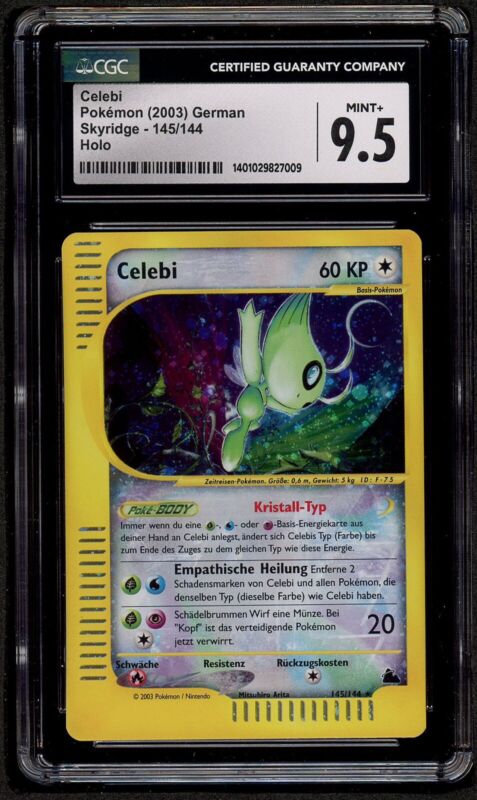 CGC
CERTIFIED GUARANTY COMPANY
Celebi
Pokémon (2003) German
Skyridge - 145/144
Holo
MINT+
9.5
1401029827009
Celebi 60 KP
Basis-Pokémon
Zeitreisen-Pokémon. Größe: 0,6 m, Gewicht: 5 kg ID: F-75
Poké-BODY Kristall-Typ
Immer wenn du eine -, - oder -Basis-Energiekarte aus
deiner Hand an Celebi anlegst, ändert sich Celebis Typ (Farbe) bis
zum Ende des Zuges zu dem gleichen Typ wie diese Energie.
Empathische Heilung Entferne 2
Schadensmarken von Celebi und allen Pokémon, die
denselben Typ (dieselbe Farbe) wie Celebi haben.
Schädelbrummen Wirf eine Münze. Bei
"Kopf" ist das verteidigende Pokémon
jetzt verwirrt.
20
Schwäche Resistenz Rückzugskosten
© 2003 Pokémon / Nintendo
Mitsuhiro Arita
145/144 ★